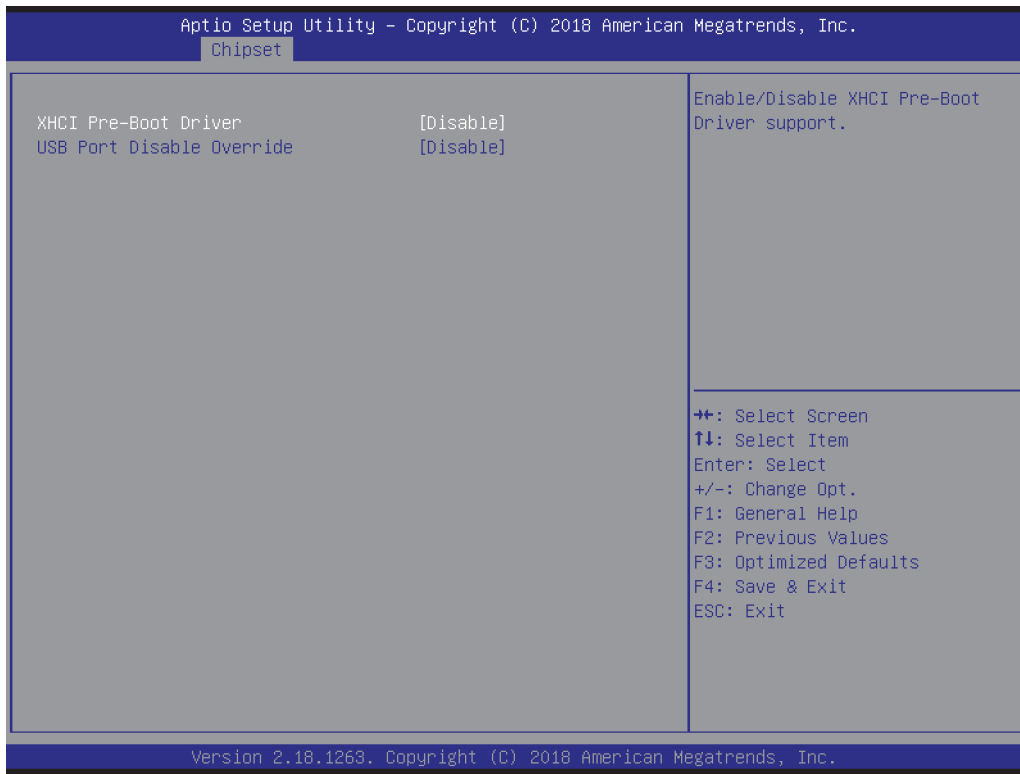 Aptio Setup Utility – Copyright (C) 2018 American Megatrends, Inc.
Chipset
XHCI Pre-Boot Driver [Disable]
USB Port Disable Override [Disable]
Enable/Disable XHCI Pre-Boot
Driver support.
→←: Select Screen
↑↓: Select Item
Enter: Select
+/-: Change Opt.
F1: General Help
F2: Previous Values
F3: Optimized Defaults
F4: Save & Exit
ESC: Exit
Version 2.18.1263. Copyright (C) 2018 American Megatrends, Inc.